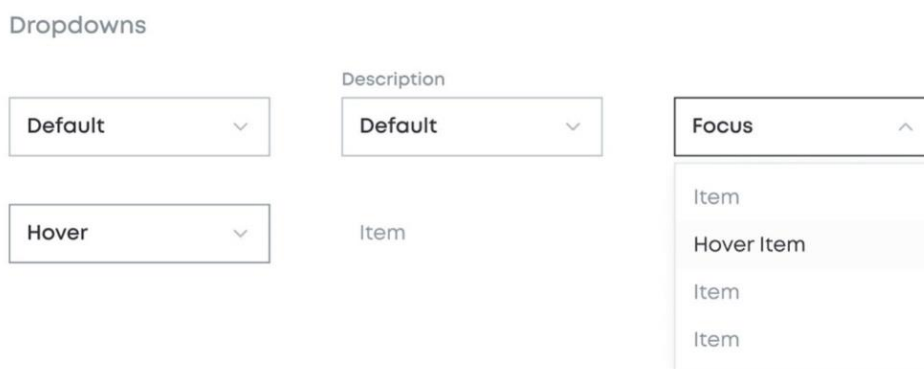 Dropdowns
Description
Default
Default
Focus
Item
Hover
Item
Hover Item
Item
Item